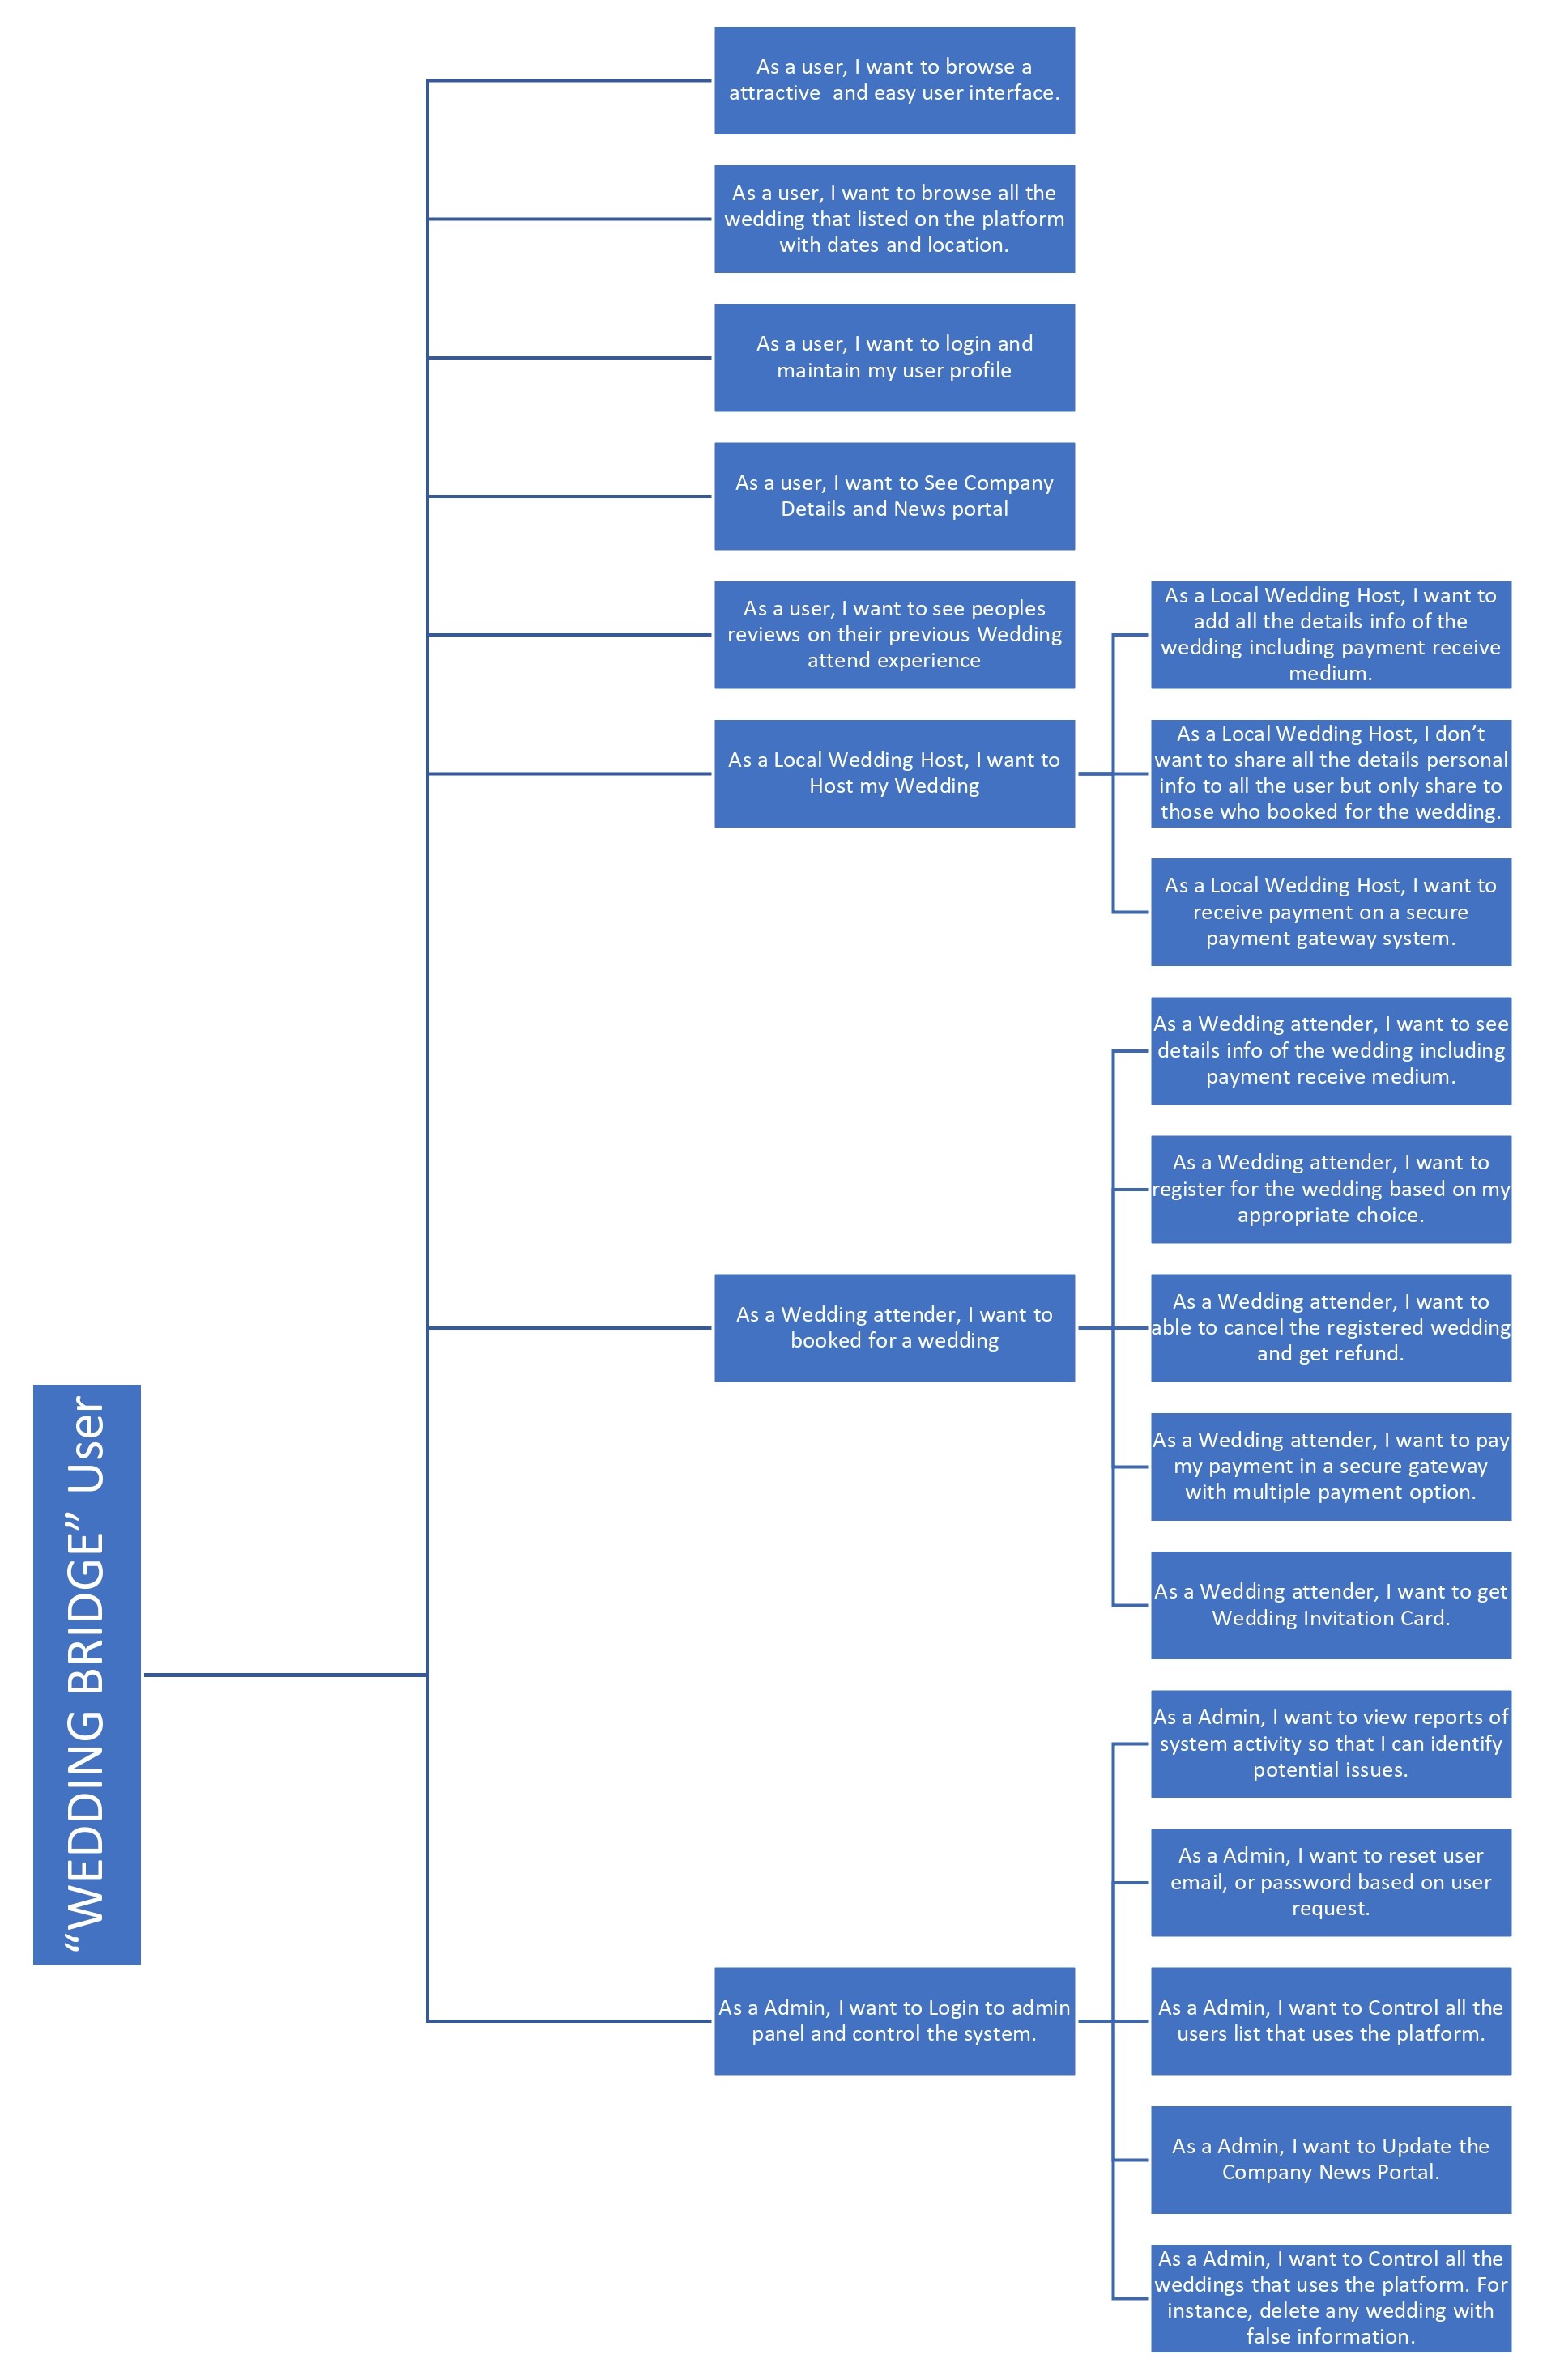 As a user, I want to browse a
attractive  and easy user interface.
As a user, I want to browse all the
wedding that listed on the platform
with dates and location.
As a user, I want to login and
maintain my user profile
As a user, I want to See Company
Details and News portal
As a user, I want to see peoples
reviews on their previous Wedding
attend experience
As a Local Wedding Host, I want to
Host my Wedding
As a Local Wedding Host, I want to
add all the details info of the
wedding including payment receive
medium.
As a Local Wedding Host, I don’t
want to share all the details personal
info to all the user but only share to
those who booked for the wedding.
As a Local Wedding Host, I want to
receive payment on a secure
payment gateway system.
“WEDDING BRIDGE” User
As a Wedding attender, I want to
booked for a wedding
As a Wedding attender, I want to see
details info of the wedding including
payment receive medium.
As a Wedding attender, I want to
register for the wedding based on my
appropriate choice.
As a Wedding attender, I want to
able to cancel the registered wedding
and get refund.
As a Wedding attender, I want to pay
my payment in a secure gateway
with multiple payment option.
As a Wedding attender, I want to get
Wedding Invitation Card.
As a Admin, I want to Login to admin
panel and control the system.
As a Admin, I want to view reports of
system activity so that I can identify
potential issues.
As a Admin, I want to reset user
email, or password based on user
request.
As a Admin, I want to Control all the
users list that uses the platform.
As a Admin, I want to Update the
Company News Portal.
As a Admin, I want to Control all the
weddings that uses the platform. For
instance, delete any wedding with
false information.